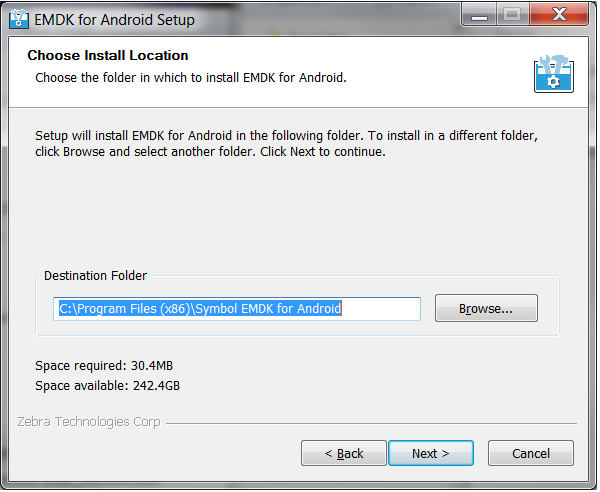 EMDK for Android Setup
Choose Install Location
Choose the folder in which to install EMDK for Android.
Setup will install EMDK for Android in the following folder. To install in a different folder,
click Browse and select another folder. Click Next to continue.
Destination Folder
C:\Program Files (x86)\Symbol EMDK for Android
Browse...
Space required: 30.4MB
Space available: 242.4GB
Zebra Technologies Corp
< Back
Next >
Cancel